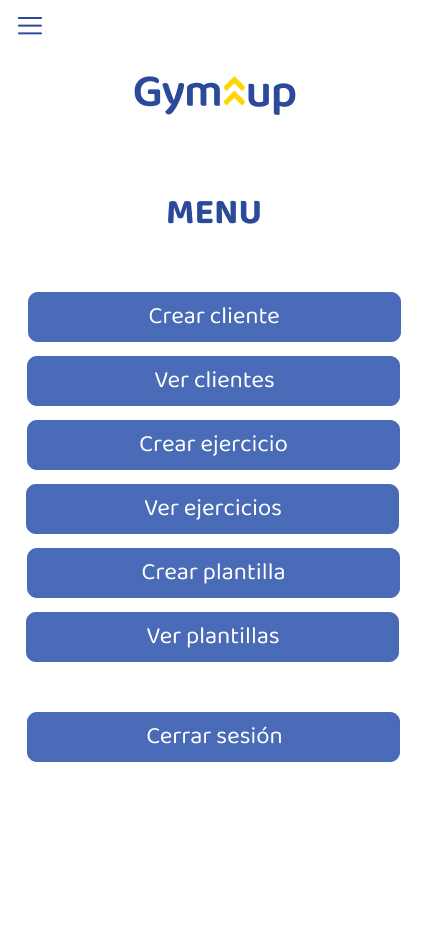 Gymup
MENU
Crear cliente
Ver clientes
Crear ejercicio
Ver ejercicios
Crear plantilla
Ver plantillas
Cerrar sesión